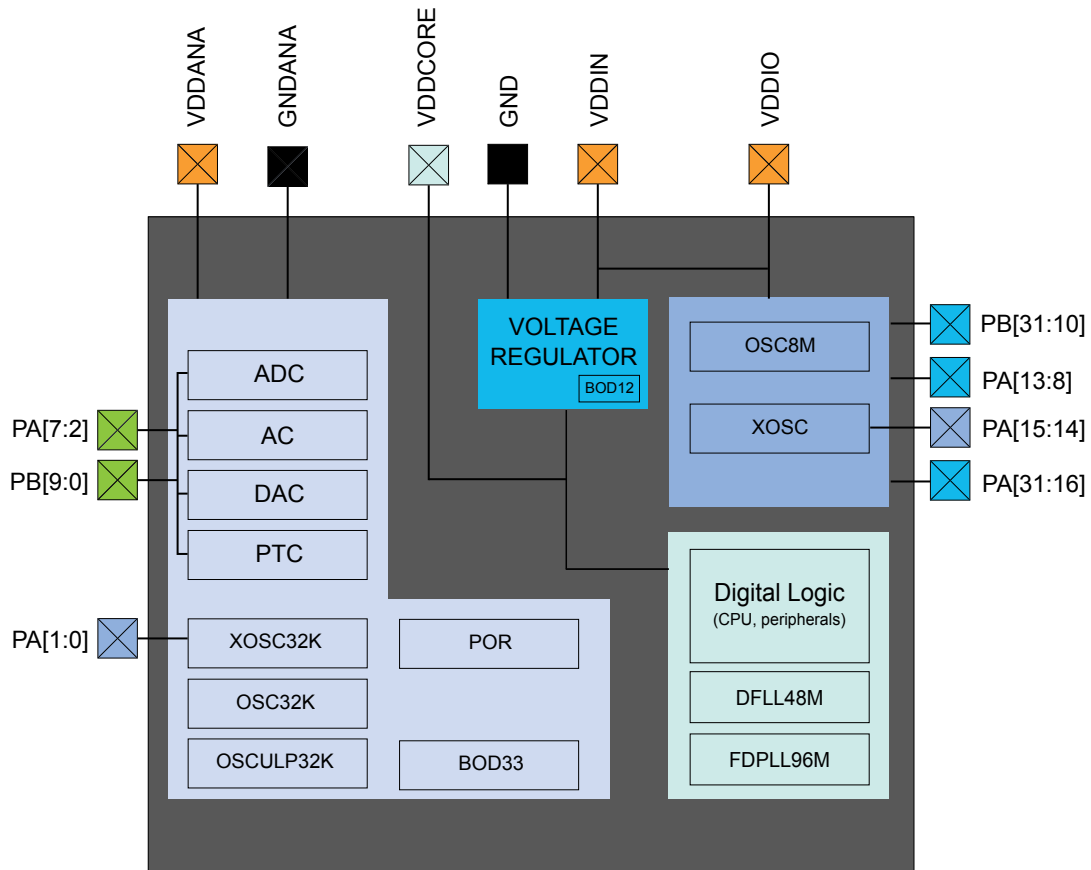 VDDANA
GNDANA
VDDCORE
GND
VDDIN
VDDIO
VOLTAGE
REGULATOR
BOD12
OSC8M
XOSC
PB[31:10]
PA[13:8]
PA[15:14]
PA[31:16]
ADC
AC
DAC
PTC
PA[7:2]
PB[9:0]
PA[1:0]
XOSC32K
OSC32K
OSCULP32K
POR
BOD33
Digital Logic
(CPU, peripherals)
DFLL48M
FDPLL96M